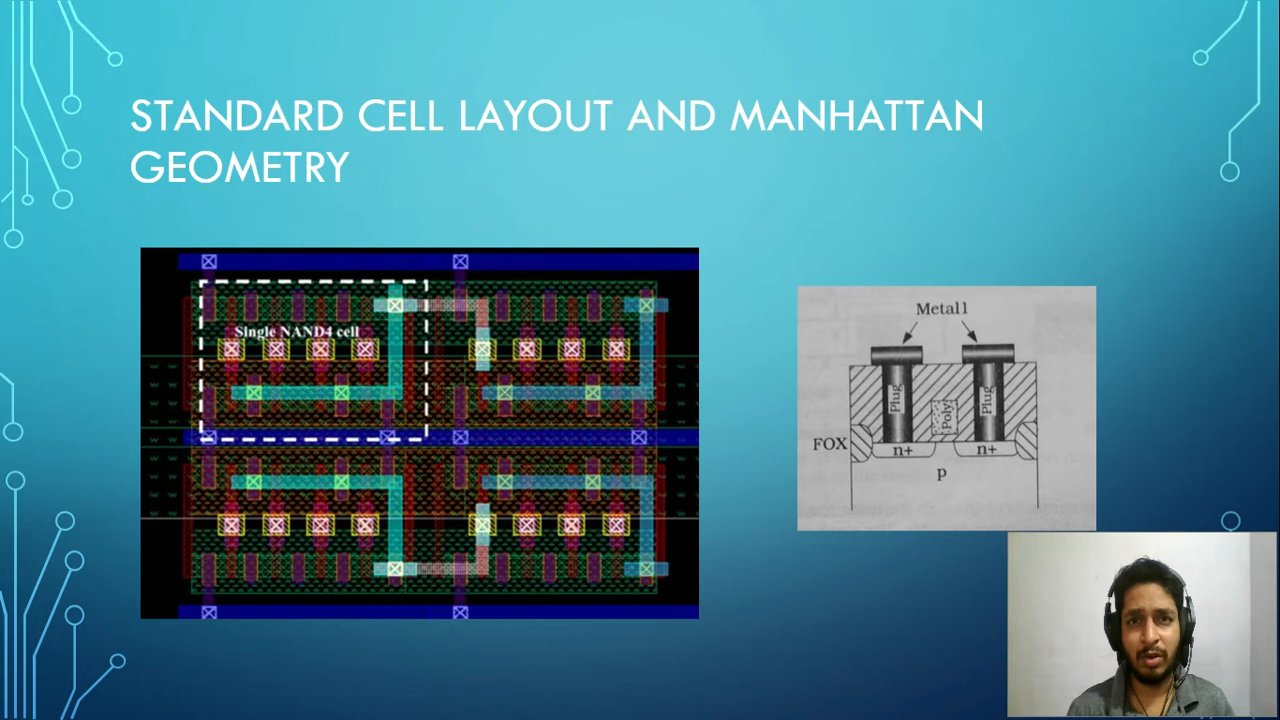 STANDARD CELL LAYOUT AND MANHATTAN
GEOMETRY
Single NAND4 cell
Metal1
Plug
Poly
Plug
FOX
n+
n+
p